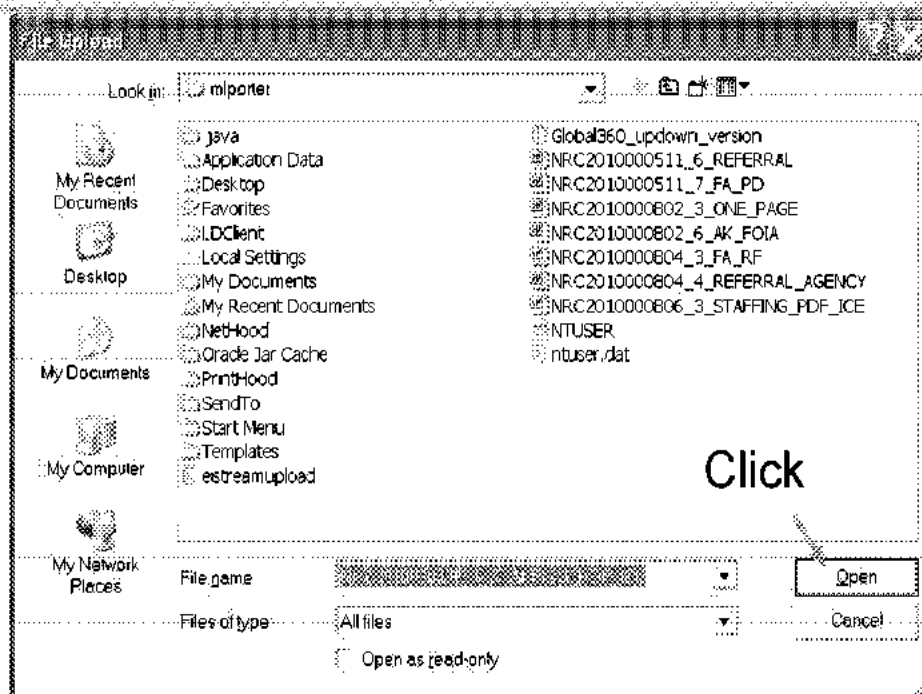 File Upload
Look in: mlporter
My Recent Documents
Desktop
My Documents
My Computer
My Network Places
java
Application Data
Desktop
Favorites
LDClient
Local Settings
My Documents
My Recent Documents
NetHood
Oracle Jar Cache
PrintHood
SendTo
Start Menu
Templates
estreamupload
Global360_updown_version
NRC2010000511_6_REFERRAL
NRC2010000511_7_FA_PD
NRC2010000802_3_ONE_PAGE
NRC2010000802_6_AK_FOIA
NRC2010000804_3_FA_RF
NRC2010000804_4_REFERRAL_AGENCY
NRC2010000806_3_STAFFING_PDF_ICE
NTUSER
ntuser.dat
Click
File name
Open
Files of type
All files
Cancel
Open as read-only